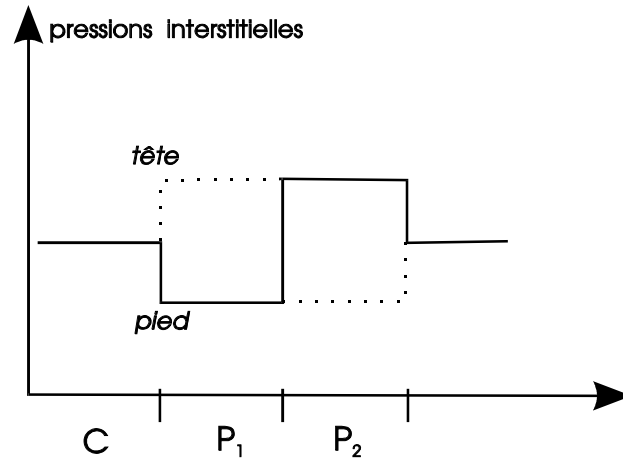 pressions interstitielles
tête
pied
C P₁ P₂